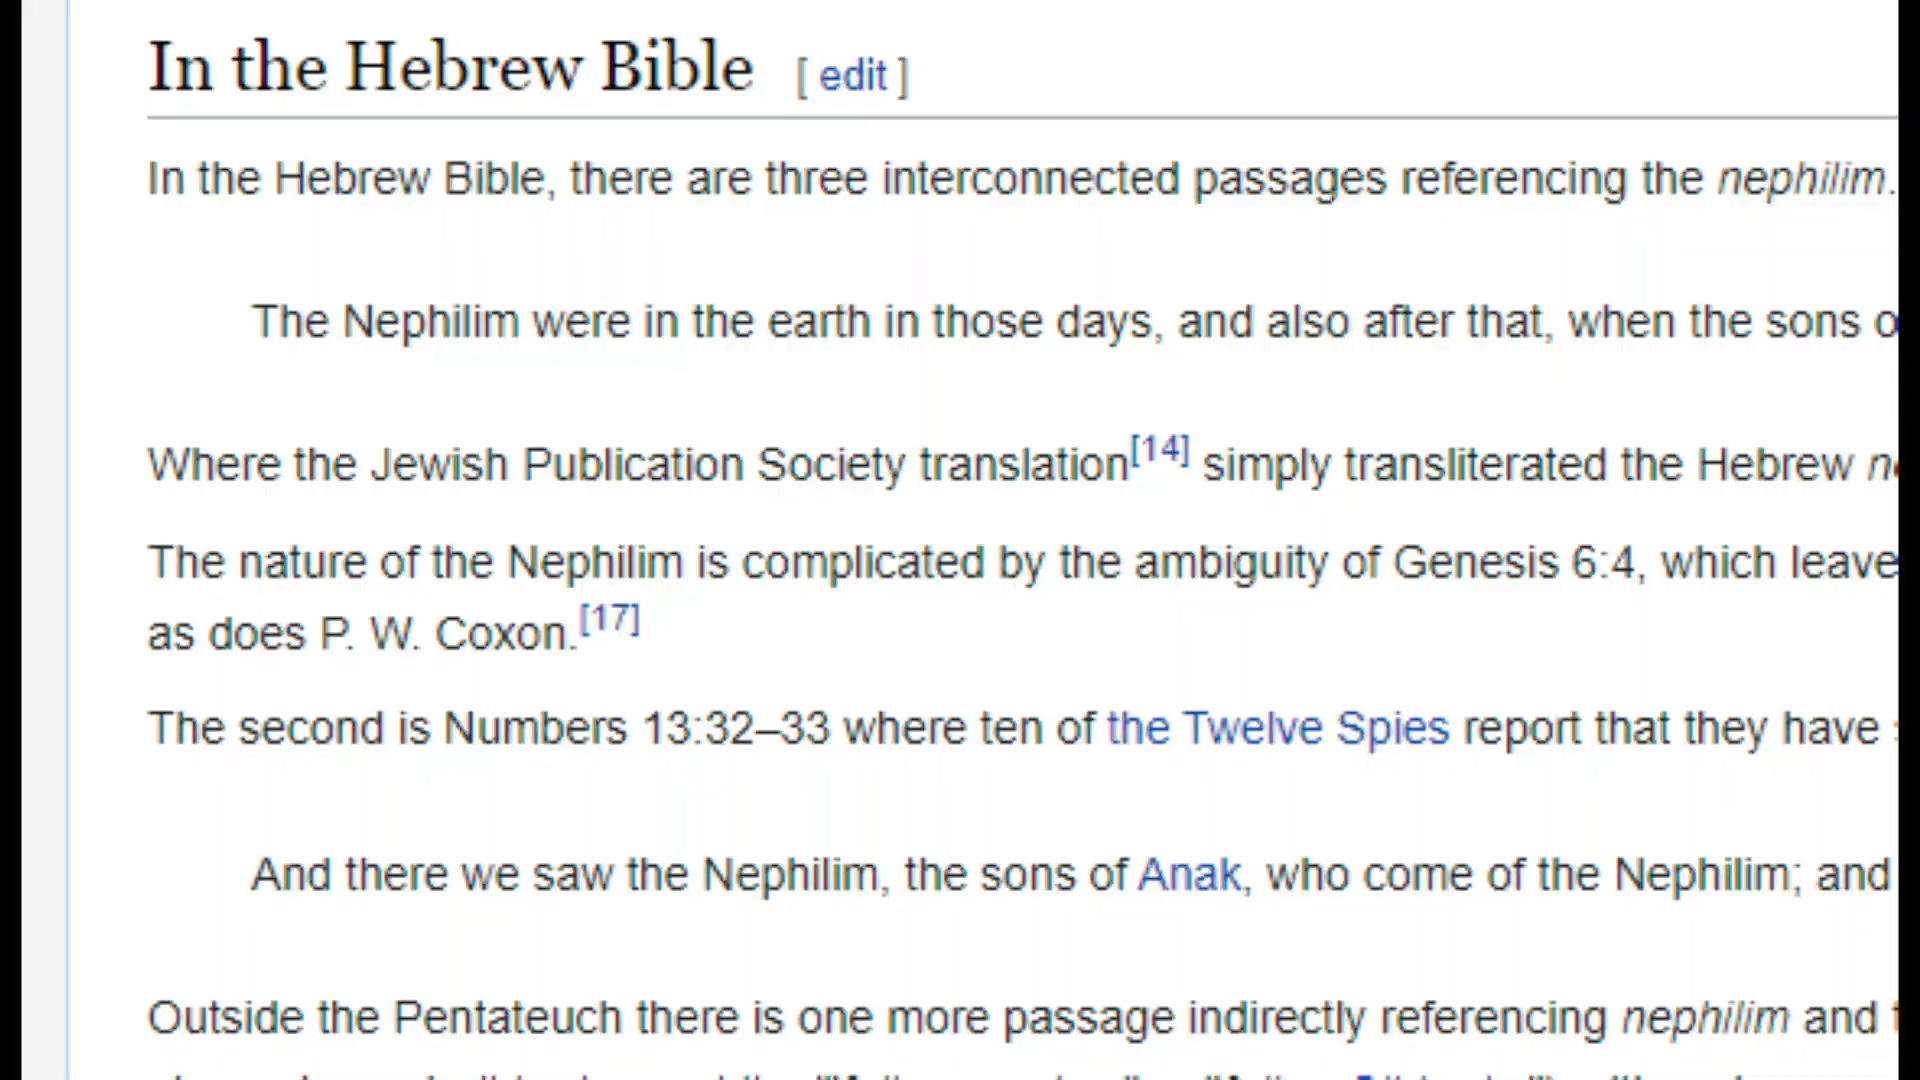 In the Hebrew Bible [ edit ]
In the Hebrew Bible, there are three interconnected passages referencing the nephilim.
The Nephilim were in the earth in those days, and also after that, when the sons
Where the Jewish Publication Society translation[14] simply transliterated the Hebrew
The nature of the Nephilim is complicated by the ambiguity of Genesis 6:4, which leave
as does P. W. Coxon.[17]
The second is Numbers 13:32–33 where ten of the Twelve Spies report that they have
And there we saw the Nephilim, the sons of Anak, who come of the Nephilim; and
Outside the Pentateuch there is one more passage indirectly referencing nephilim and